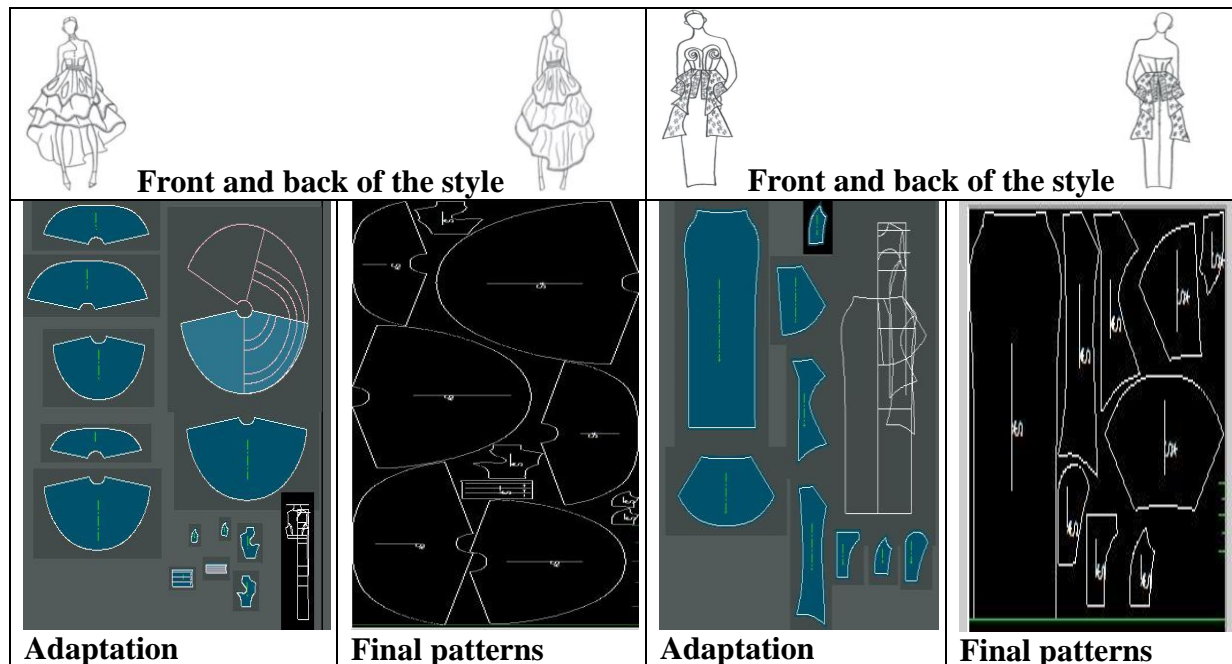 Front and back of the style
Front and back of the style
Adaptation
Final patterns
Adaptation
Final patterns